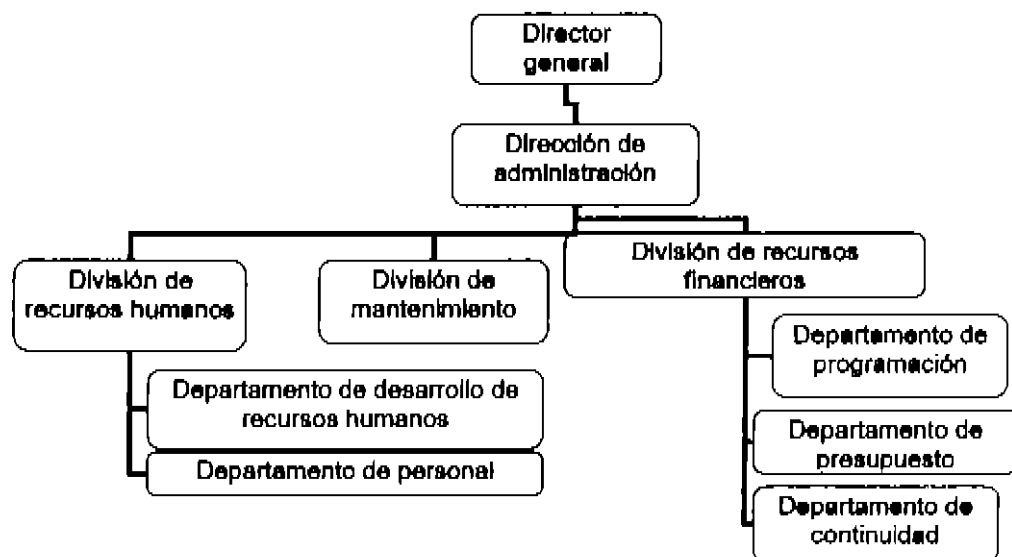 Director
general
Dirección de
administración
División de
recursos humanos
División de
mantenimiento
División de recursos
financieros
Departamento de desarrollo de
recursos humanos
Departamento de personal
Departamento de
programación
Departamento de
presupuesto
Departamento de
continuidad